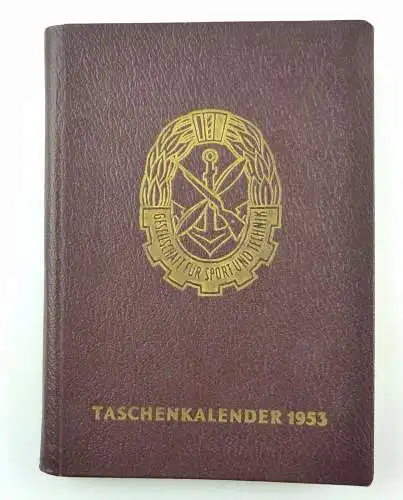 GESELLSCHAFT FÜR SPORT UND TECHNIK
TASCHENKALENDER 1953